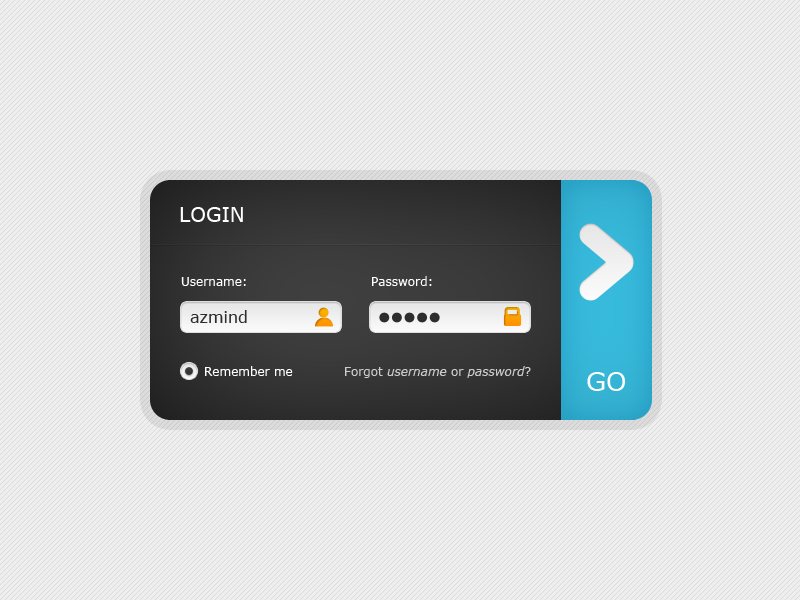 LOGIN
Username: Password:
azmind ●●●●●
Remember me Forgot username or password?
GO